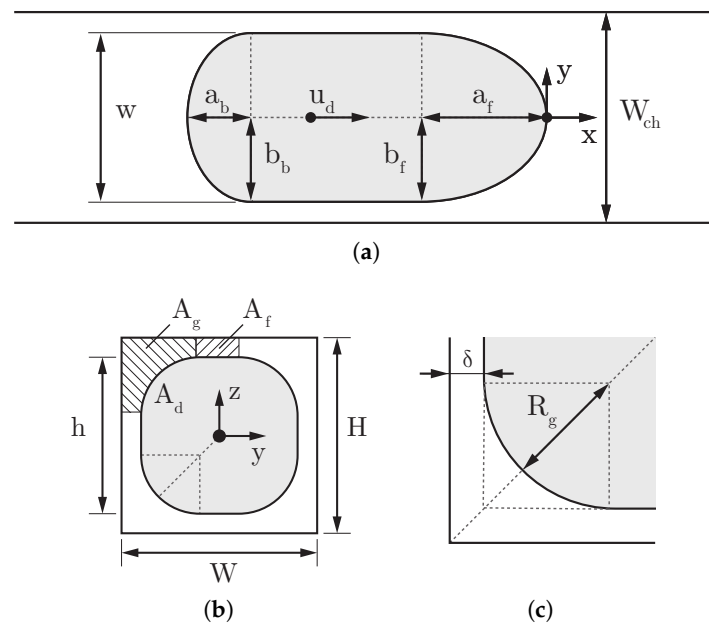 y
a_b u_d a_f
w W_ch
x
b_b b_f
(a)
A_g A_f
A_d z
h H
y
W
(b)
δ
R_g
(c)